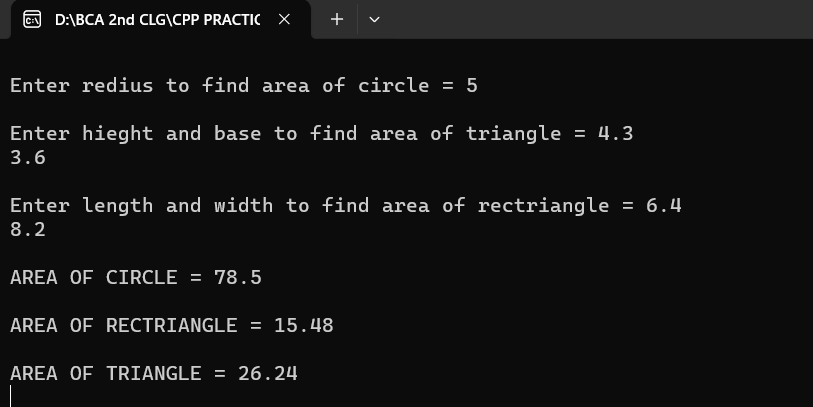 D:\BCA 2nd CLG\CPP PRACTIC
Enter redius to find area of circle = 5
Enter hieght and base to find area of triangle = 4.3
3.6
Enter length and width to find area of rectriangle = 6.4
8.2
AREA OF CIRCLE = 78.5
AREA OF RECTRIANGLE = 15.48
AREA OF TRIANGLE = 26.24